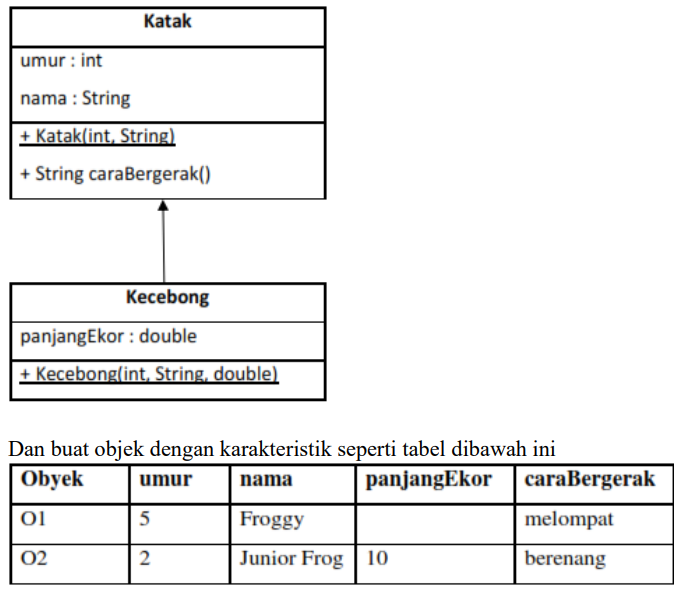 Katak
umur : int
nama : String
+ Katak(int, String)
+ String caraBergerak()
Kecebong
panjangEkor : double
+ Kecebong(int, String, double)
Dan buat objek dengan karakteristik seperti tabel dibawah ini
Obyek umur nama panjangEkor caraBergerak
O1 5 Froggy melompat
O2 2 Junior Frog 10 berenang